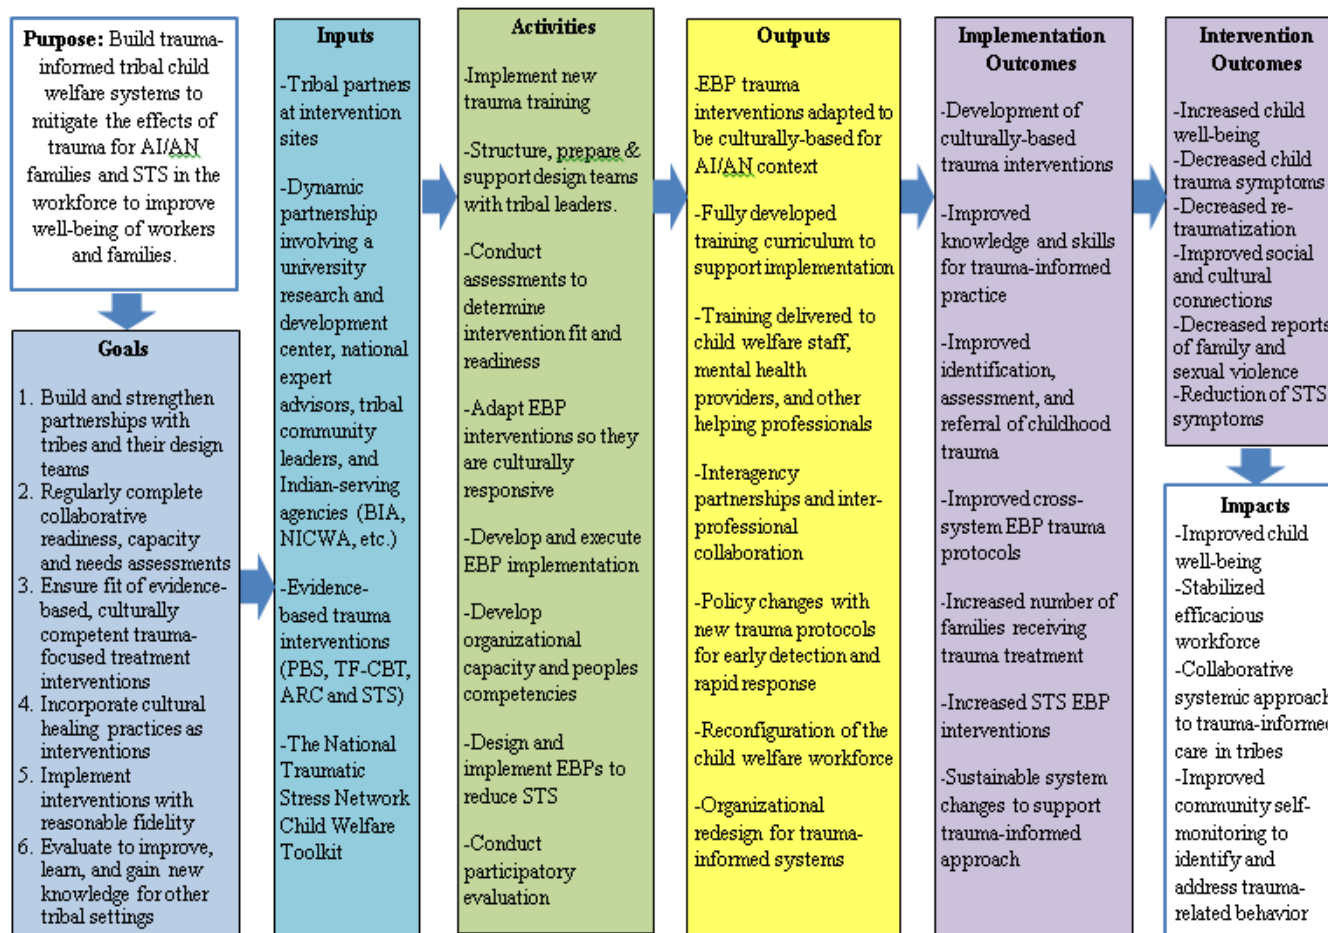 Purpose: Build trauma-
informed tribal child
welfare systems to
mitigate the effects of
trauma for AI/AN
families and STS in the
workforce to improve
well-being of workers
and families.
Goals
1. Build and strengthen
partnerships with
tribes and their design
teams
2. Regularly complete
collaborative
readiness, capacity
and needs assessments
3. Ensure fit of evidence-
based, culturally
competent trauma-
focused treatment
interventions
4. Incorporate cultural
healing practices as
interventions
5. Implement
interventions with
reasonable fidelity
6. Evaluate to improve,
learn, and gain new
knowledge for other
tribal settings
Inputs
-Tribal partners
at intervention
sites
-Dynamic
partnership
involving a
university
research and
development
center, national
expert
advisors, tribal
community
leaders, and
Indian-serving
agencies (BIA,
NICWA, etc.)
-Evidence-
based trauma
interventions
(PBS, TF-CBT,
ARC and STS)
-The National
Traumatic
Stress Network
Child Welfare
Toolkit
Activities
-Implement new
trauma training
-Structure, prepare &
support design teams
with tribal leaders.
-Conduct
assessments to
determine
intervention fit and
readiness
-Adapt EBP
interventions so they
are culturally
responsive
-Develop and execute
EBP implementation
-Develop
organizational
capacity and peoples
competencies
-Design and
implement EBPs to
reduce STS
-Conduct
participatory
evaluation
Outputs
-EBP trauma
interventions adapted to
be culturally-based for
AI/AN context
-Fully developed
training curriculum to
support implementation
-Training delivered to
child welfare staff,
mental health
providers, and other
helping professionals
-Interagency
partnerships and inter-
professional
collaboration
-Policy changes with
new trauma protocols
for early detection and
rapid response
-Reconfiguration of the
child welfare workforce
-Organizational
redesign for trauma-
informed systems
Implementation
Outcomes
-Development of
culturally-based
trauma interventions
-Improved
knowledge and skills
for trauma-informed
practice
-Improved
identification,
assessment, and
referral of childhood
trauma
-Improved cross-
system EBP trauma
protocols
-Increased number of
families receiving
trauma treatment
-Increased STS EBP
interventions
-Sustainable system
changes to support
trauma-informed
approach
Intervention
Outcomes
-Increased child
well-being
-Decreased child
trauma symptoms
-Decreased re-
traumatization
-Improved social
and cultural
connections
-Decreased reports
of family and
sexual violence
-Reduction of STS
symptoms
Impacts
-Improved child
well-being
-Stabilized
efficacious
workforce
-Collaborative
systemic approach
to trauma-informed
care in tribes
-Improved
community self-
monitoring to
identify and
address trauma-
related behavior